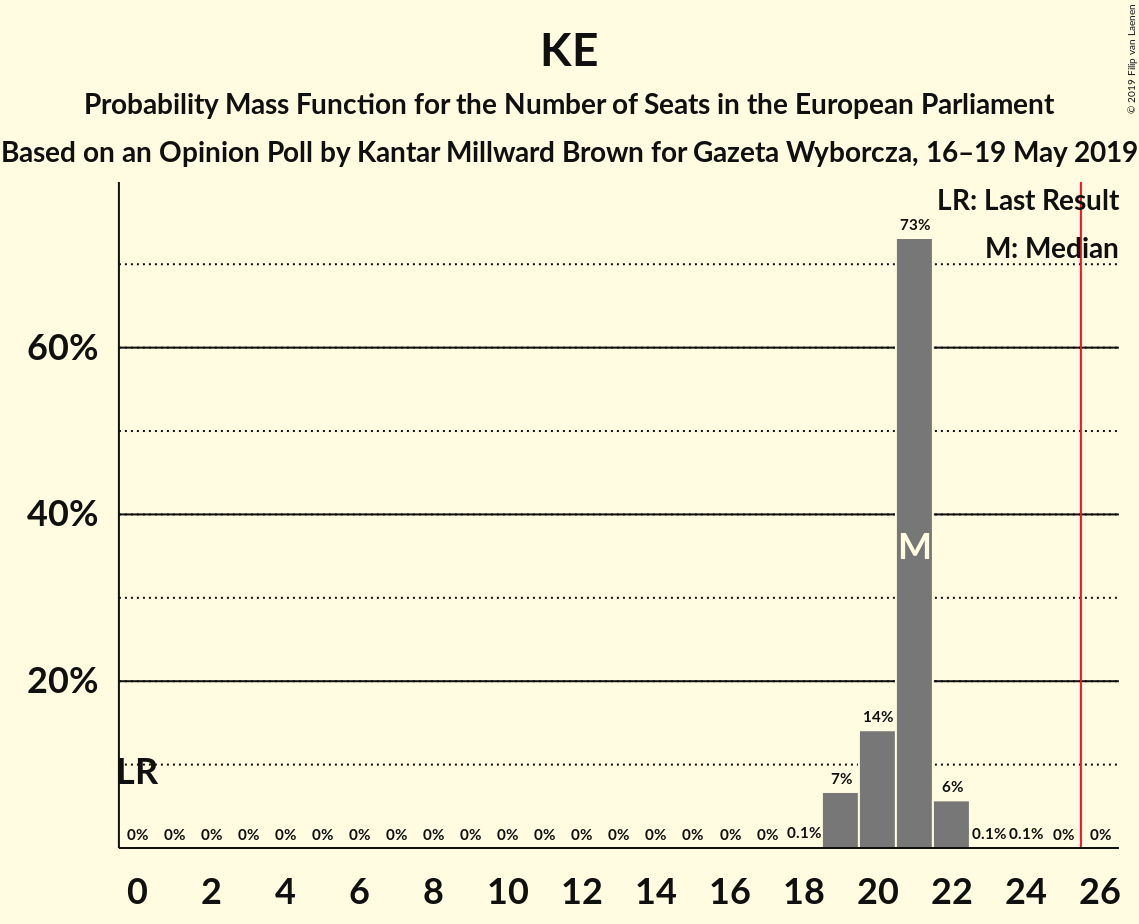 KE
Probability Mass Function for the Number of Seats in the European Parliament
Based on an Opinion Poll by Kantar Millward Brown for Gazeta Wyborcza, 16–19 May 2019
© 2019 Filip van Laenen
LR: Last Result
M: Median
73%
60%
40%
M
20%
14%
LR
7%
6%
0% 0% 0% 0% 0% 0% 0% 0% 0% 0% 0% 0% 0% 0% 0% 0% 0% 0% 0.1% 0.1% 0.1% 0% 0%
0 2 4 6 8 10 12 14 16 18 20 22 24 26